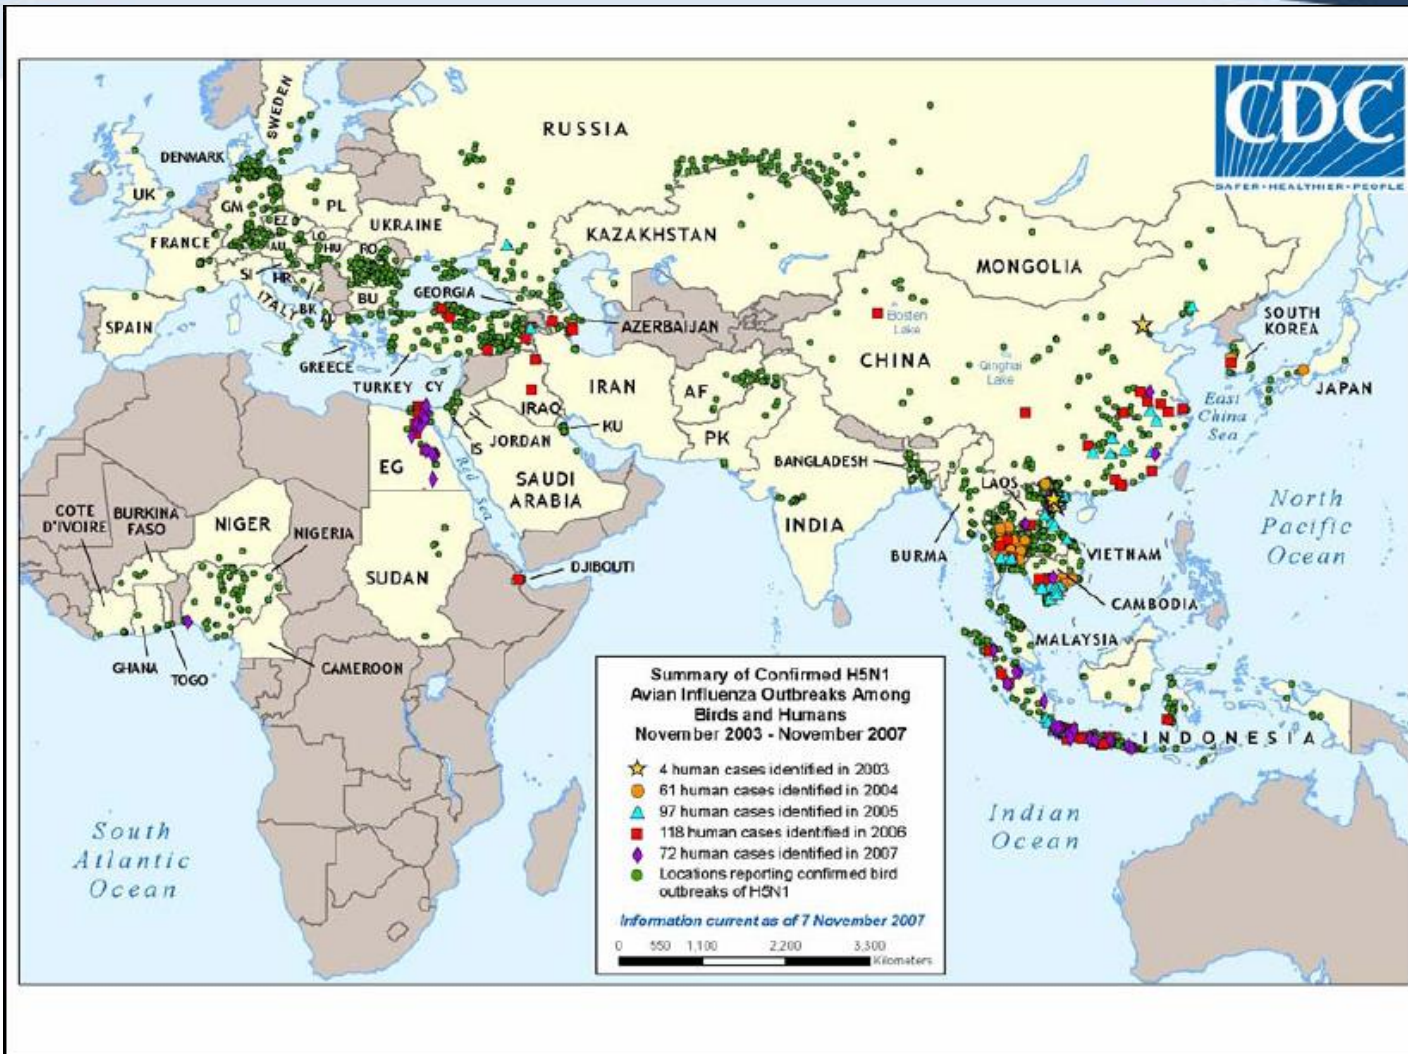 CDC
SAFER • HEALTHIER • PEOPLE
SWEDEN
RUSSIA
DENMARK
UK
GM
PL
EZ
UKRAINE
FRANCE
AU
LO
HU
RO
KAZAKHSTAN
MONGOLIA
SI
HR
ITALY
BK
BU
GEORGIA
SPAIN
AL
AZERBAIJAN
Bosten
Lake
SOUTH
KOREA
GREECE
TURKEY
CY
CHINA
Qinghai
Lake
JAPAN
IRAN
AF
IRAQ
East
China
Sea
KU
JORDAN
IS
PK
BANGLADESH
EG
Red Sea
SAUDI
ARABIA
LAOS
North
Pacific
Ocean
COTE
D'IVOIRE
BURKINA
FASO
NIGER
NIGERIA
INDIA
BURMA
VIETNAM
SUDAN
DJIBOUTI
CAMBODIA
MALAYSIA
GHANA
TOGO
CAMEROON
INDONESIA
Summary of Confirmed H5N1
Avian Influenza Outbreaks Among
Birds and Humans
November 2003 - November 2007
4 human cases identified in 2003
61 human cases identified in 2004
97 human cases identified in 2005
118 human cases identified in 2006
72 human cases identified in 2007
Locations reporting confirmed bird
outbreaks of H5N1
Information current as of 7 November 2007
0 550 1,100 2,200 3,300
Kilometers
South
Atlantic
Ocean
Indian
Ocean